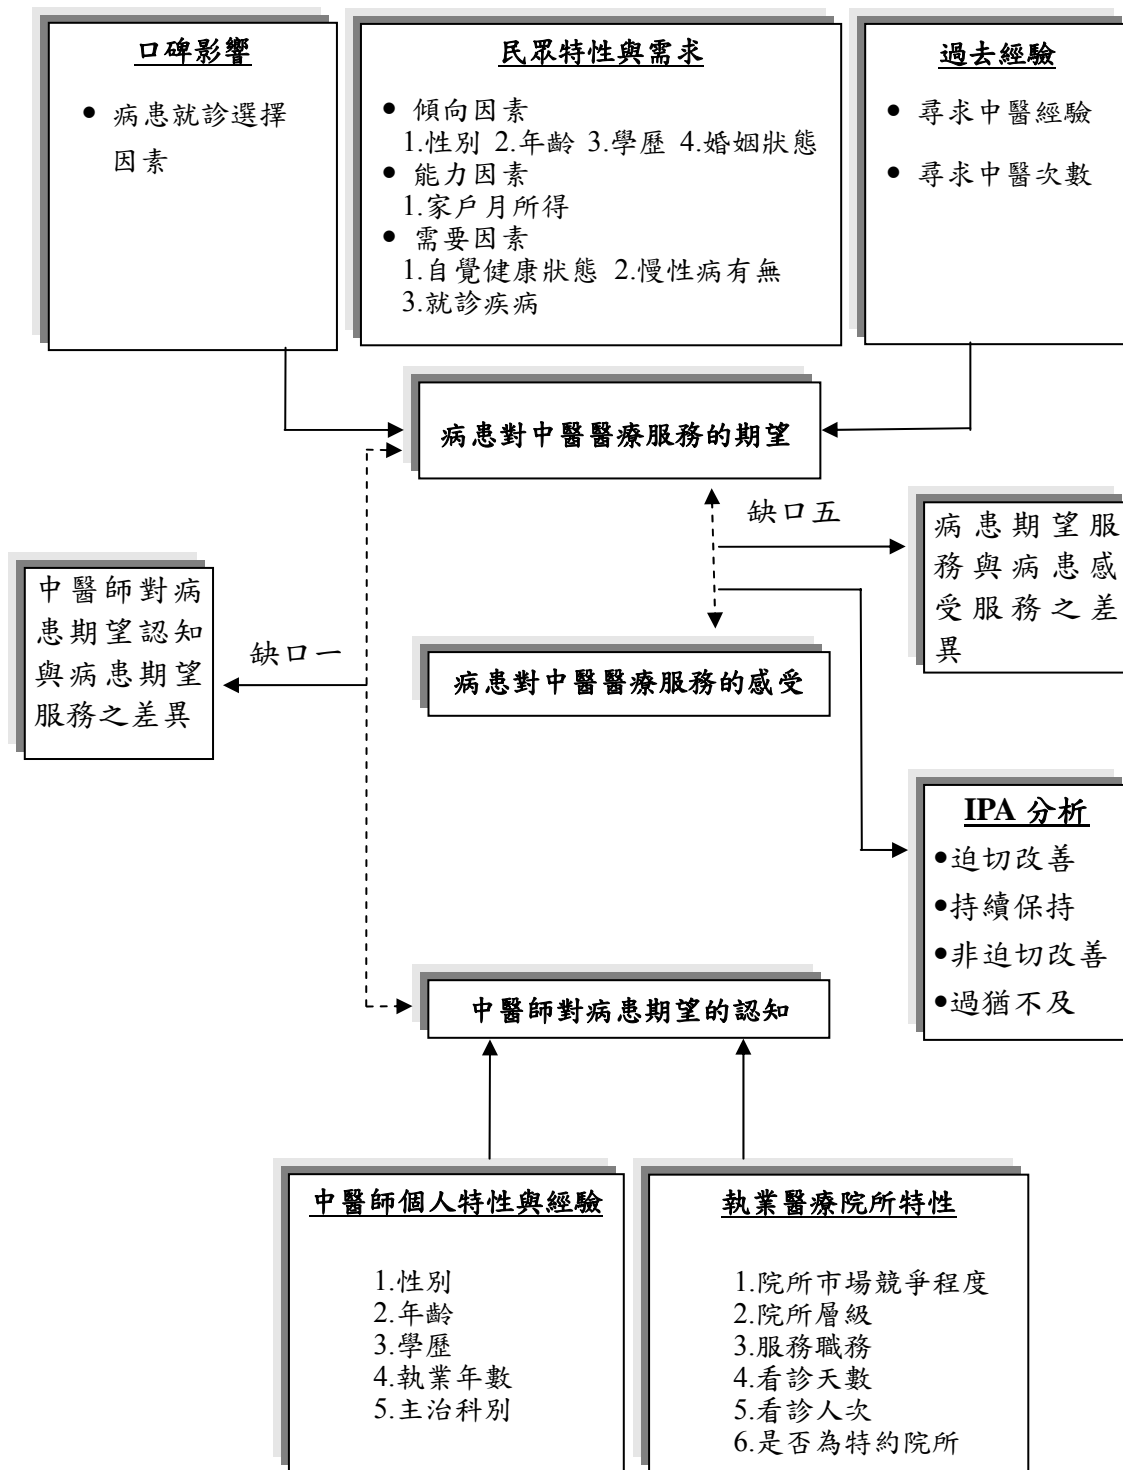 口碑影響
● 病患就診選擇
因素
民眾特性與需求
● 傾向因素
1.性別 2.年齡 3.學歷 4.婚姻狀態
● 能力因素
1.家戶月所得
● 需要因素
1.自覺健康狀態 2.慢性病有無
3.就診疾病
過去經驗
● 尋求中醫經驗
● 尋求中醫次數
病患對中醫醫療服務的期望
缺口五
病患期望服
務與病患感
受服務之差
異
中醫師對病
患期望認知
與病患期望
服務之差異
缺口一
病患對中醫醫療服務的感受
IPA 分析
●迫切改善
●持續保持
●非迫切改善
●過猶不及
中醫師對病患期望的認知
中醫師個人特性與經驗
1.性別
2.年齡
3.學歷
4.執業年數
5.主治科別
執業醫療院所特性
1.院所市場競爭程度
2.院所層級
3.服務職務
4.看診天數
5.看診人次
6.是否為特約院所